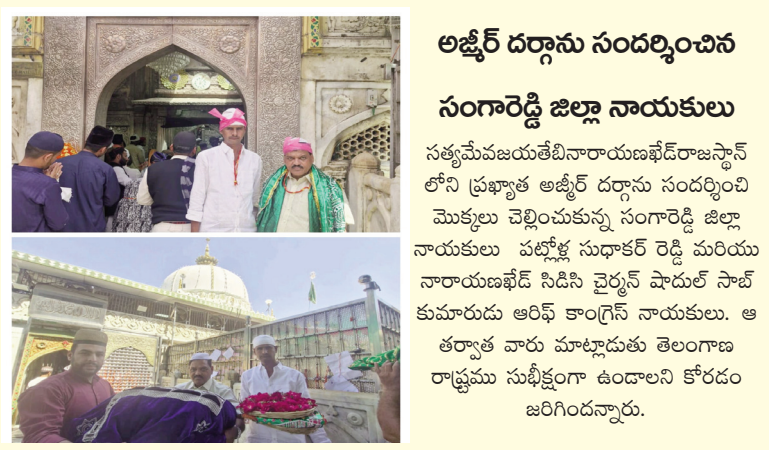 అజ్మీర్ దర్గాను సందర్శించిన
సంగారెడ్డి జిల్లా నాయకులు
సత్యమేవజయతేబినారాయణఖేడ్‌రాజస్థాన్
లోని ప్రఖ్యాత అజ్మీర్ దర్గాను సందర్శించి
మొక్కలు చెల్లించుకున్న సంగారెడ్డి జిల్లా
నాయకులు పట్లోళ్ల సుధాకర్ రెడ్డి మరియు
నారాయణఖేడ్ సిడిసి చైర్మన్ షాదుల్ సాబ్
కుమారుడు ఆరిఫ్ కాంగ్రెస్ నాయకులు. ఆ
తర్వాత వారు మాట్లాడుతు తెలంగాణ
రాష్ట్రము సుభీక్షంగా ఉండాలని కోరడం
జరిగిందన్నారు.